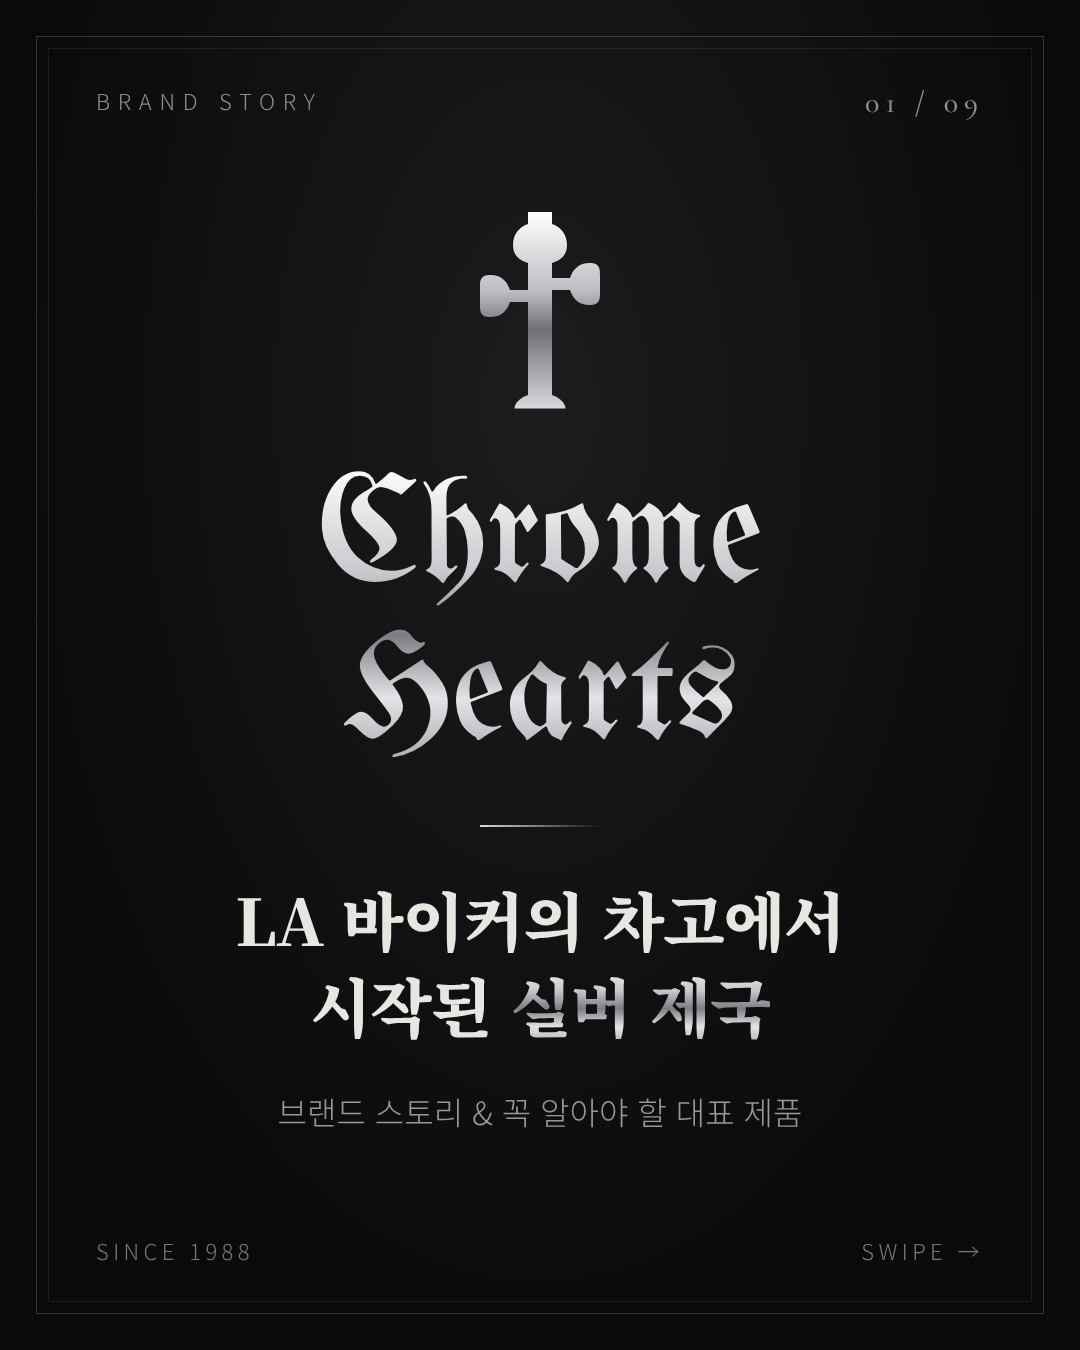 BRAND STORY
01 / 09
Chrome
Hearts
LA 바이커의 차고에서
시작된 실버 제국
브랜드 스토리 & 꼭 알아야 할 대표 제품
SINCE 1988
SWIPE →